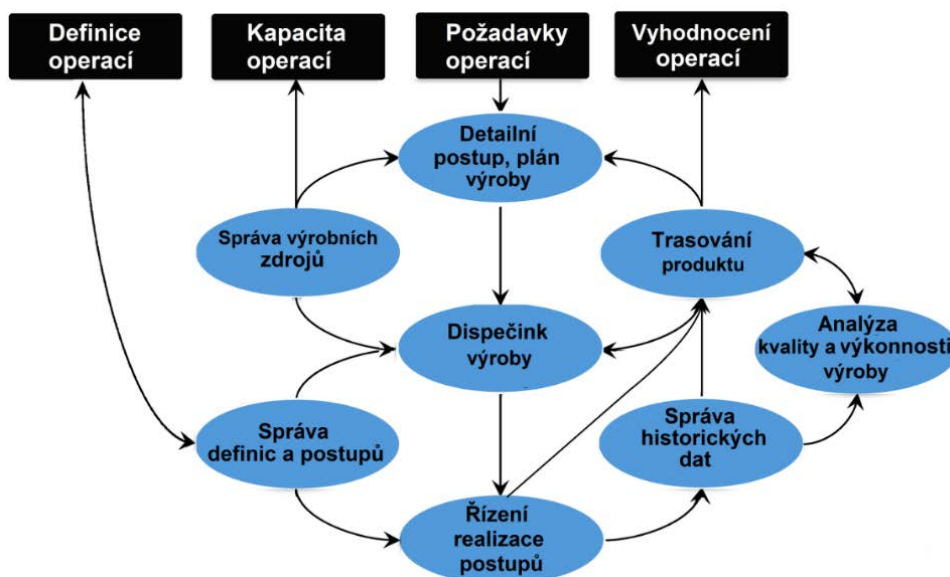 Definice
operací
Kapacita
operací
Požadavky
operací
Vyhodnocení
operací
Detailní
postup, plán
výroby
Správa výrobních
zdrojů
Trasování
produktu
Dispečink
výroby
Analýza
kvality a výkonnosti
výroby
Správa
definic a postupů
Správa
historických
dat
Řízení
realizace
postupů